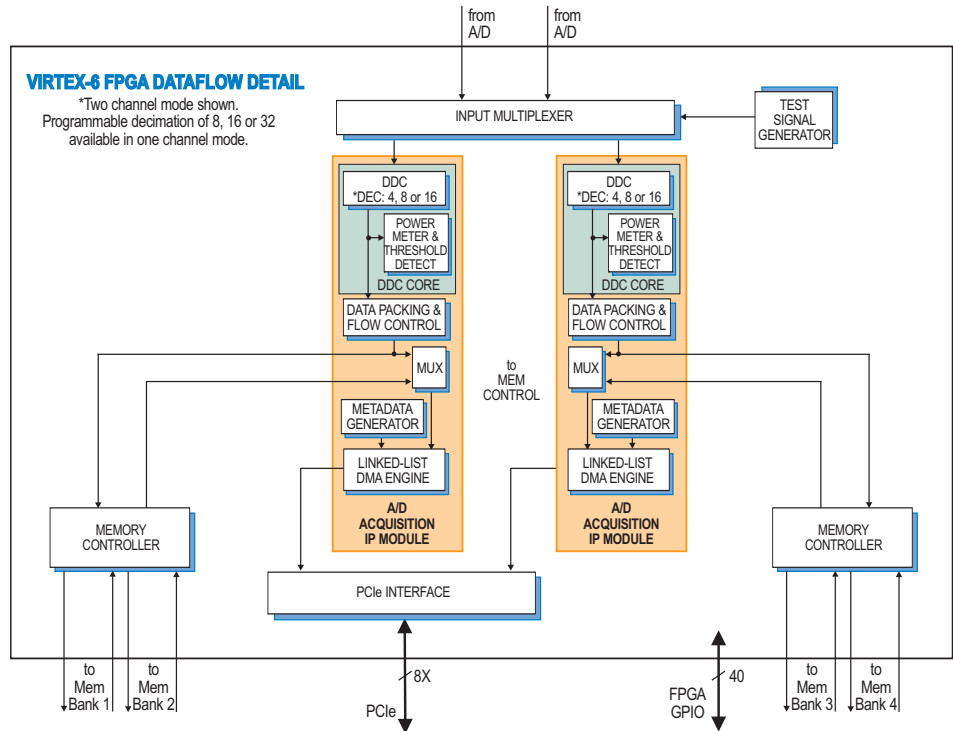 from
A/D
from
A/D
VIRTEX-6 FPGA DATAFLOW DETAIL
*Two channel mode shown.
Programmable decimation of 8, 16 or 32
available in one channel mode.
INPUT MULTIPLEXER
TEST
SIGNAL
GENERATOR
DDC
*DEC: 4, 8 or 16
POWER
METER &
THRESHOLD
DETECT
DDC CORE
DATA PACKING &
FLOW CONTROL
MUX
METADATA
GENERATOR
LINKED-LIST
DMA ENGINE
A/D
ACQUISITION
IP MODULE
to
MEM
CONTROL
DDC
*DEC: 4, 8 or 16
POWER
METER &
THRESHOLD
DETECT
DDC CORE
DATA PACKING &
FLOW CONTROL
MUX
METADATA
GENERATOR
LINKED-LIST
DMA ENGINE
A/D
ACQUISITION
IP MODULE
MEMORY
CONTROLLER
MEMORY
CONTROLLER
PCIe INTERFACE
to
Mem
Bank 1
to
Mem
Bank 2
8X
PCIe
40
FPGA
GPIO
to
Mem
Bank 3
to
Mem
Bank 4